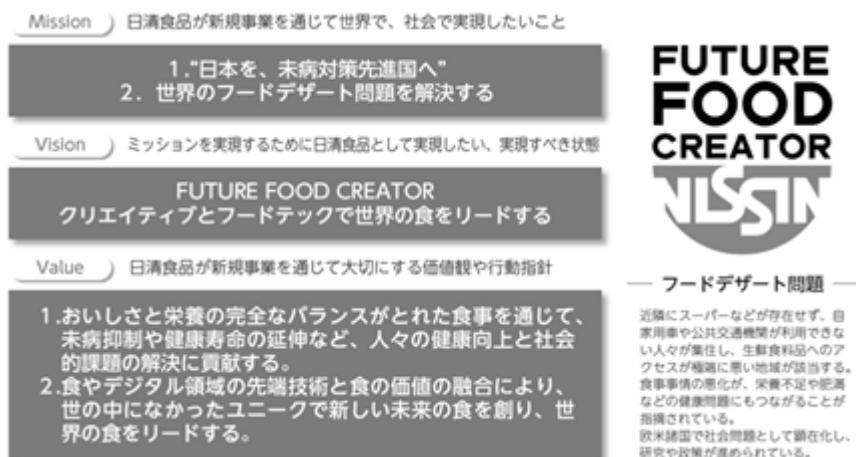 Mission
日清食品が新規事業を通じて世界で、社会で実現したいこと
1.“日本を、未病対策先進国へ”
2. 世界のフードデザート問題を解決する
Vision
ミッションを実現するために日清食品として実現したい、実現すべき状態
FUTURE FOOD CREATOR
クリエイティブとフードテックで世界の食をリードする
Value
日清食品が新規事業を通じて大切にする価値観や行動指針
1.おいしさと栄養の完全なバランスがとれた食事を通じて、
未病抑制や健康寿命の延伸など、人々の健康向上と社会
的課題の解決に貢献する。
2.食やデジタル領域の先端技術と食の価値の融合により、
世の中になかったユニークで新しい未来の食を創り、世
界の食をリードする。
FUTURE
FOOD
CREATOR
NISSIN
フードデザート問題
近隣にスーパーなどが存在せず、自
家用車や公共交通機関が利用できな
い人々が集住し、生鮮食料品へのア
クセスが極端に悪い地域が該当する。
食事事情の悪化が、栄養不足や肥満
などの健康問題にもつながることが
指摘されている。
欧米諸国で社会問題として顕在化し、
研究や政策が進められている。